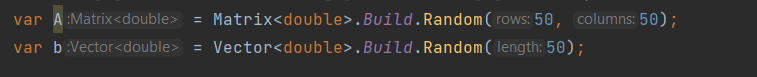 var A :Matrix<double> = Matrix<double>.Build.Random( rows: 50, columns: 50);
var b :Vector<double> = Vector<double>.Build.Random( length: 50);